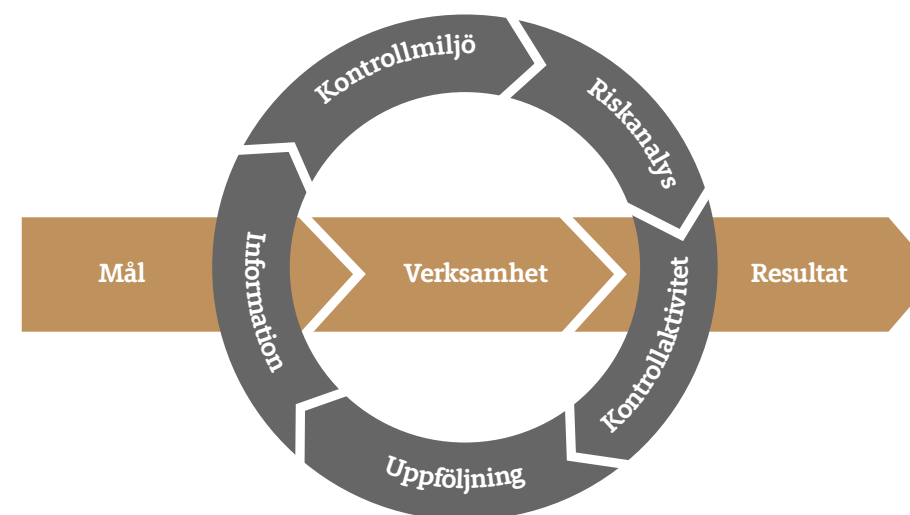 Kontrollmiljö
Riskanalys
Kontrollaktivitet
Uppföljning
Information
Mål
Verksamhet
Resultat